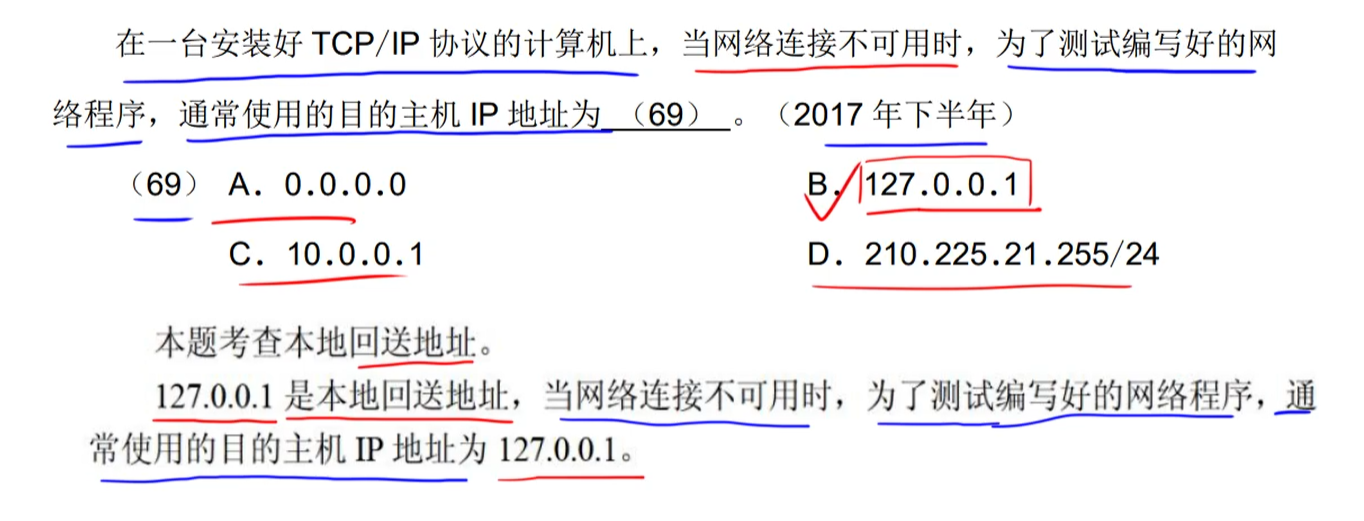 在一台安装好 TCP/IP 协议的计算机上，当网络连接不可用时，为了测试编写好的网
络程序，通常使用的目的主机 IP 地址为 （69） 。（2017 年下半年）
（69） A. 0.0.0.0 B. 127.0.0.1
C. 10.0.0.1 D. 210.225.21.255/24
本题考查本地回送地址。
127.0.0.1 是本地回送地址，当网络连接不可用时，为了测试编写好的网络程序，通
常使用的目的主机 IP 地址为 127.0.0.1。